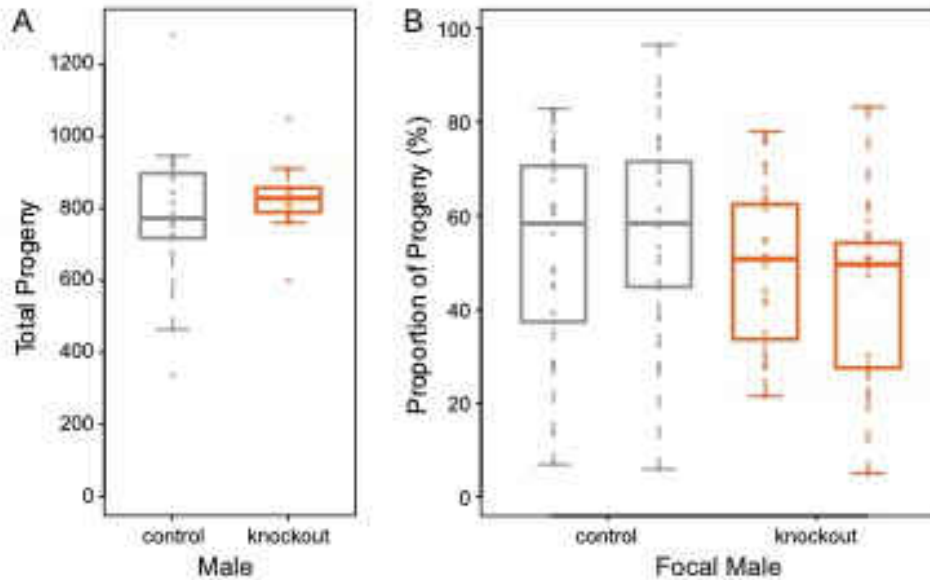 A
Total Progeny
1200
1000
800
600
400
200
0
control knockout
Male
B
Proportion of Progeny (%)
100
80
60
40
20
0
control knockout
Focal Male